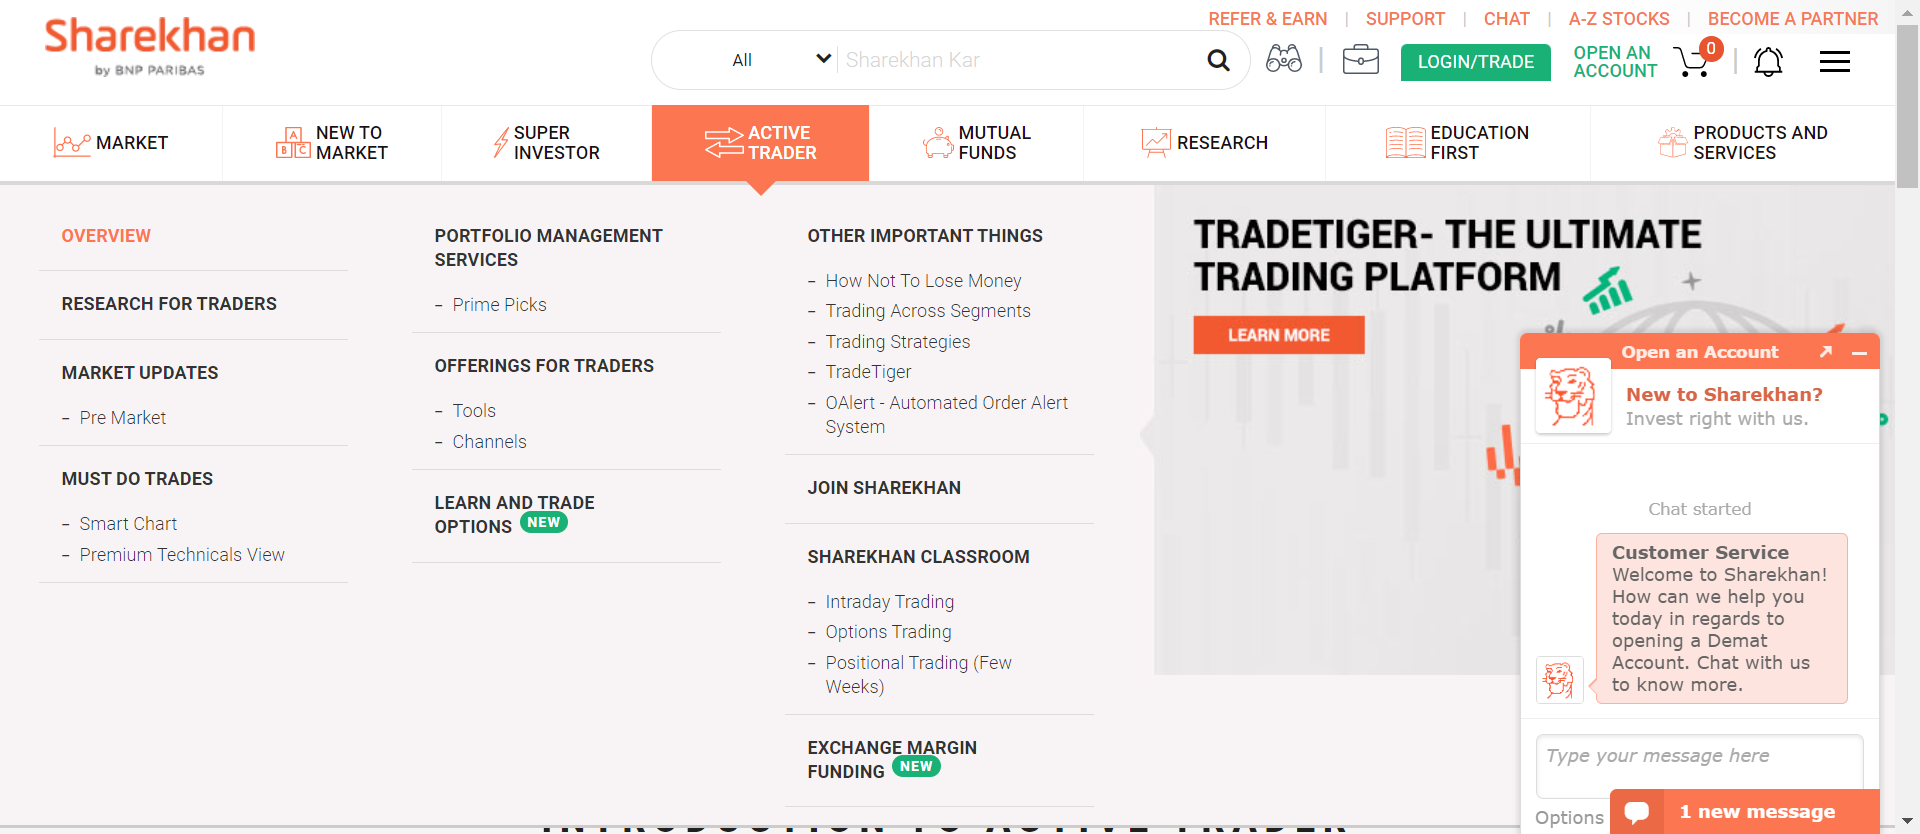 REFER & EARN | SUPPORT | CHAT | A-Z STOCKS | BECOME A PARTNER
Sharekhan
by BNP PARIBAS
All
Sharekhan Kar
LOGIN/TRADE
OPEN AN
ACCOUNT
0
MARKET
NEW TO
MARKET
SUPER
INVESTOR
ACTIVE
TRADER
MUTUAL
FUNDS
RESEARCH
EDUCATION
FIRST
PRODUCTS AND
SERVICES
OVERVIEW
RESEARCH FOR TRADERS
MARKET UPDATES
- Pre Market
MUST DO TRADES
- Smart Chart
- Premium Technicals View
PORTFOLIO MANAGEMENT
SERVICES
- Prime Picks
OFFERINGS FOR TRADERS
- Tools
- Channels
LEARN AND TRADE
OPTIONS NEW
OTHER IMPORTANT THINGS
- How Not To Lose Money
- Trading Across Segments
- Trading Strategies
- TradeTiger
- OAlert - Automated Order Alert
System
JOIN SHAREKHAN
SHAREKHAN CLASSROOM
- Intraday Trading
- Options Trading
- Positional Trading (Few
Weeks)
EXCHANGE MARGIN
FUNDING NEW
TRADETIGER- THE ULTIMATE
TRADING PLATFORM
LEARN MORE
Open an Account
New to Sharekhan?
Invest right with us.
Chat started
Customer Service
Welcome to Sharekhan!
How can we help you
today in regards to
opening a Demat
Account. Chat with us
to know more.
Type your message here
Options
1 new message
INTRODUCTION TO ACTIVE TRADER